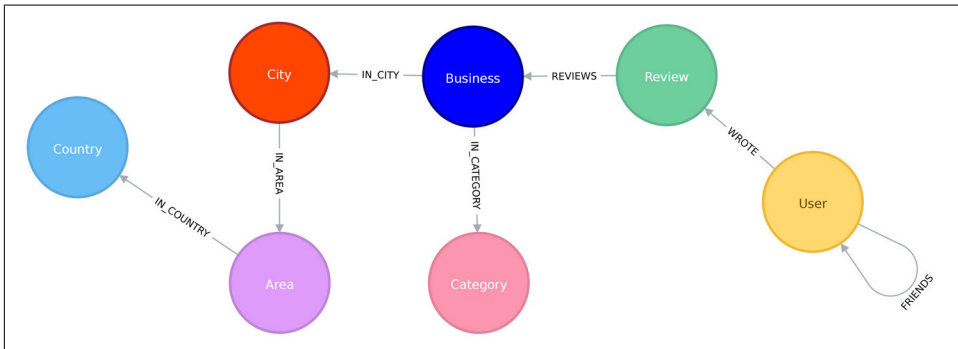 City
IN_CITY
Business
REVIEWS
Review
Country
WROTE
IN_AREA
IN_CATEGORY
User
IN_COUNTRY
Area
Category
FRIENDS